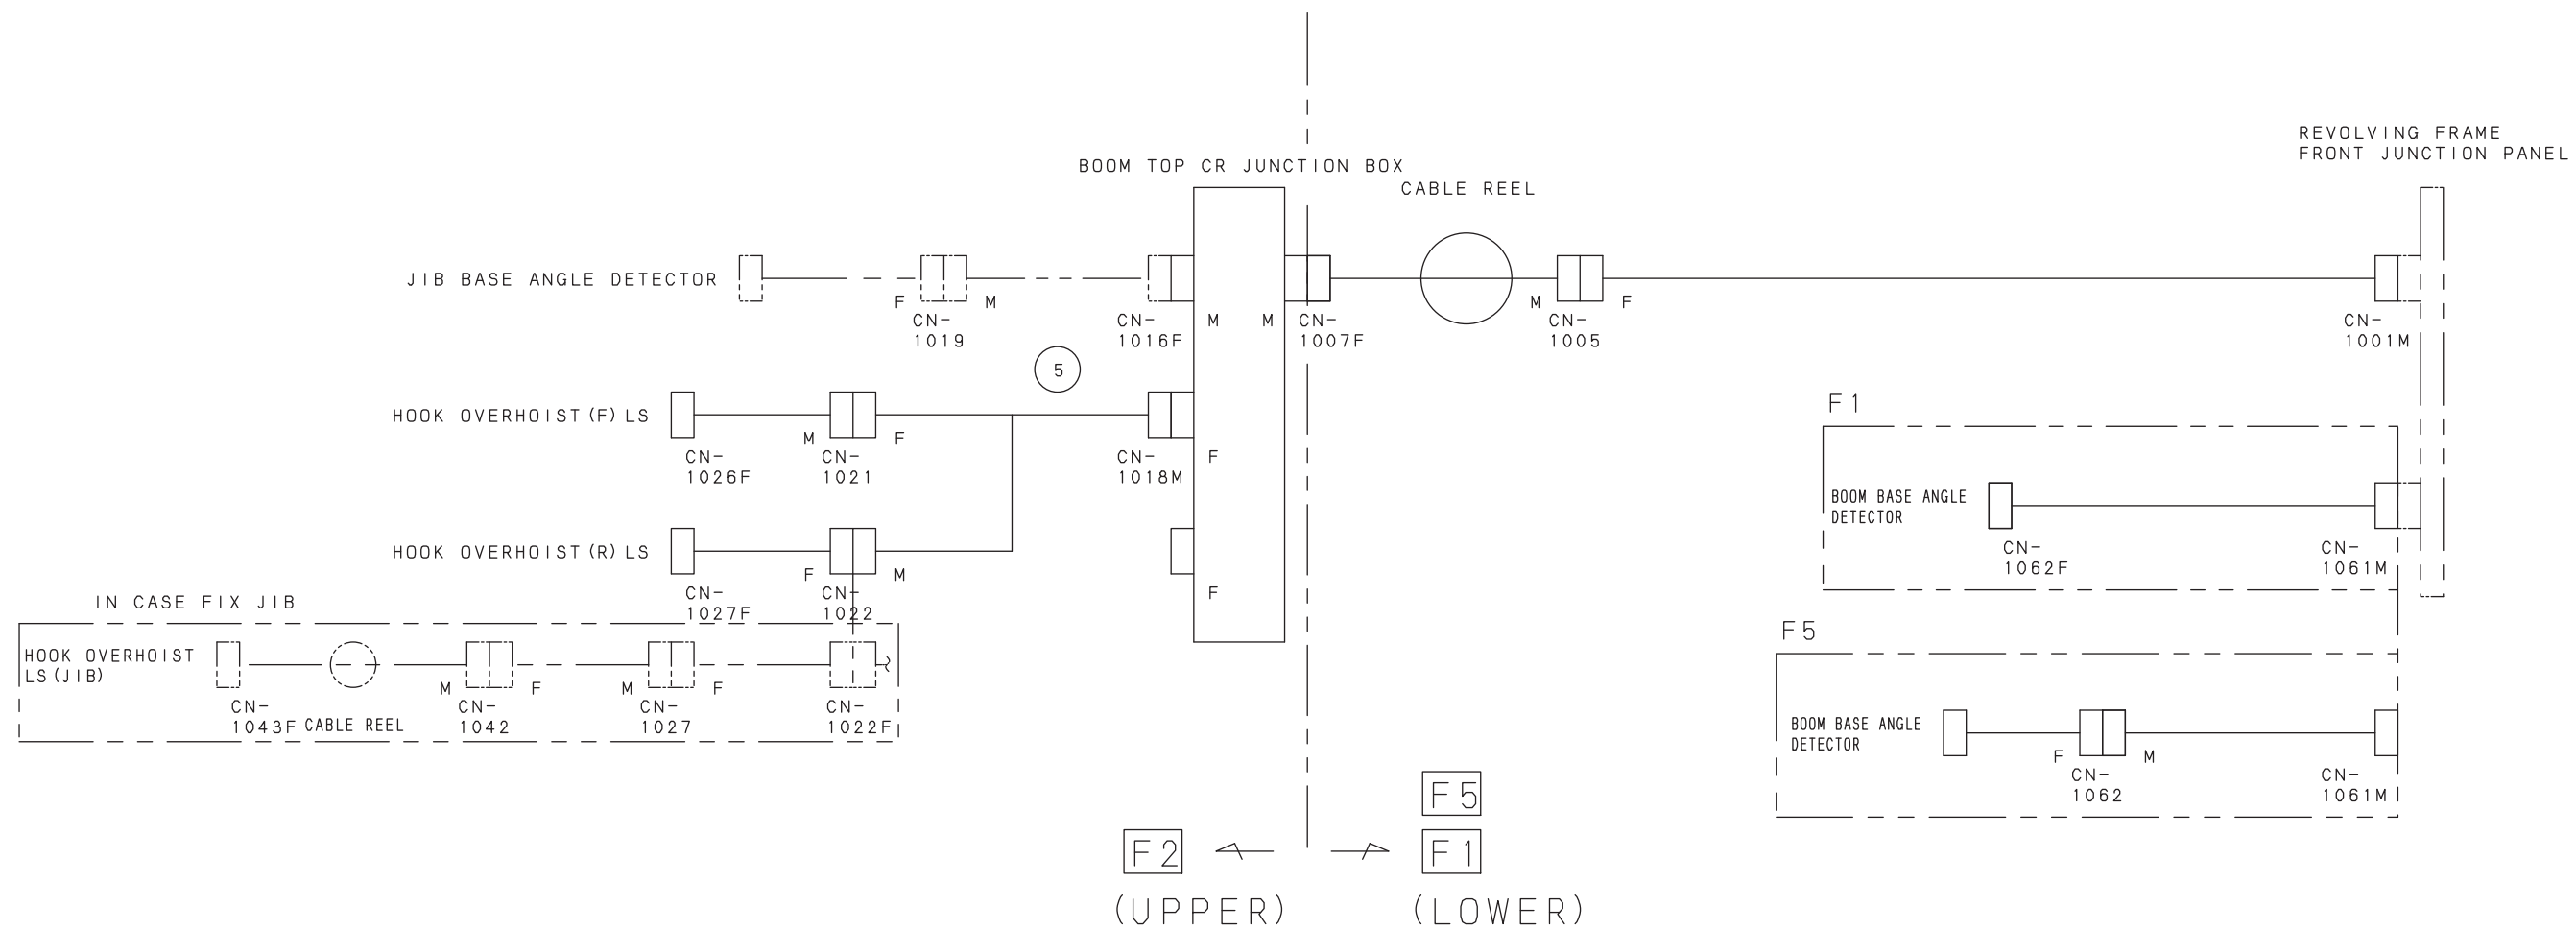 REVOLVING FRAME
FRONT JUNCTION PANEL
BOOM TOP CR JUNCTION BOX
CABLE REEL
JIB BASE ANGLE DETECTOR
F
M
M
F
CN-
1019
CN-
1016F
M
M
CN-
1007F
CN-
1005
CN-
1001M
5
F1
HOOK OVERHOIST(F)LS
M
F
CN-
1026F
CN-
1021
CN-
1018M
F
BOOM BASE ANGLE
DETECTOR
CN-
1062F
CN-
1061M
HOOK OVERHOIST(R)LS
F
M
CN-
1027F
CN-
1022
F
IN CASE FIX JIB
F5
HOOK OVERHOIST
LS(JIB)
M
F
M
F
CN-
1043F
CABLE REEL
CN-
1042
CN-
1027
CN-
1022F
BOOM BASE ANGLE
DETECTOR
F
M
CN-
1062
CN-
1061M
F5
F2
F1
(UPPER)
(LOWER)